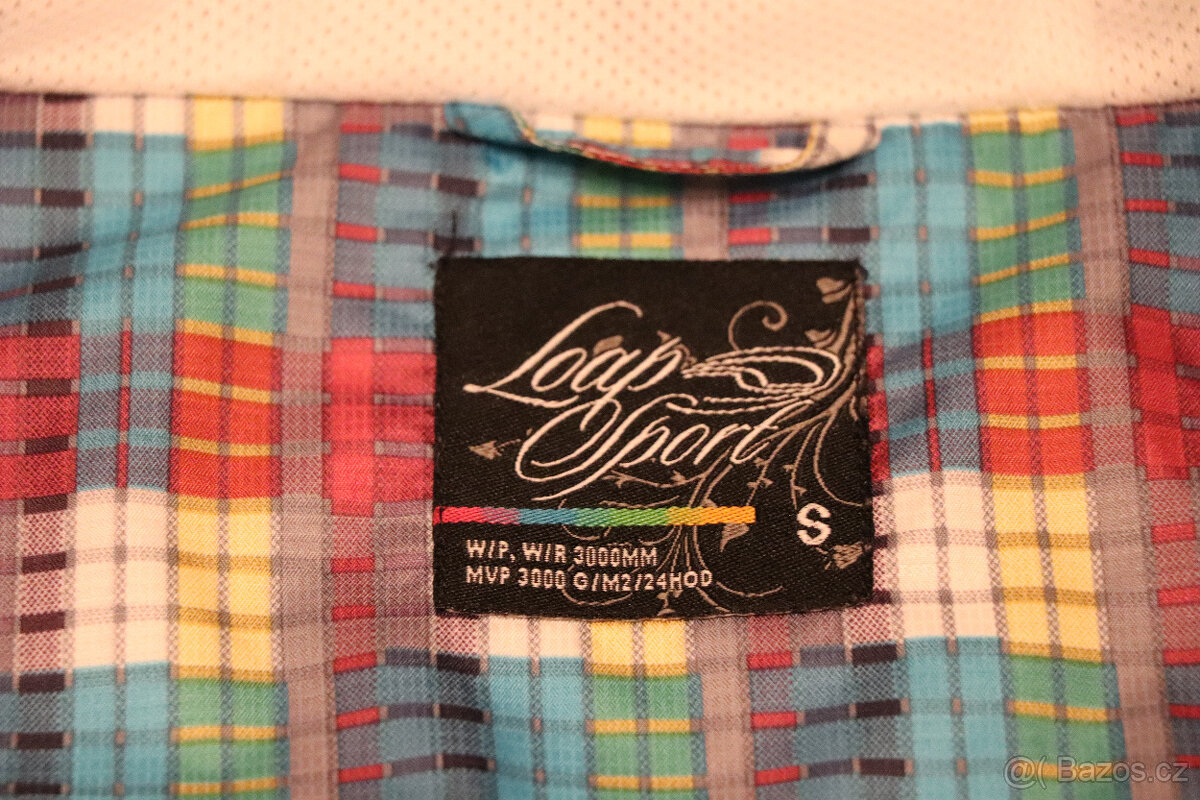 Loap
Sport
S
W/P, W/R 3000MM
MVP 3000 G/M2/24HOD
@( Bazos.cz